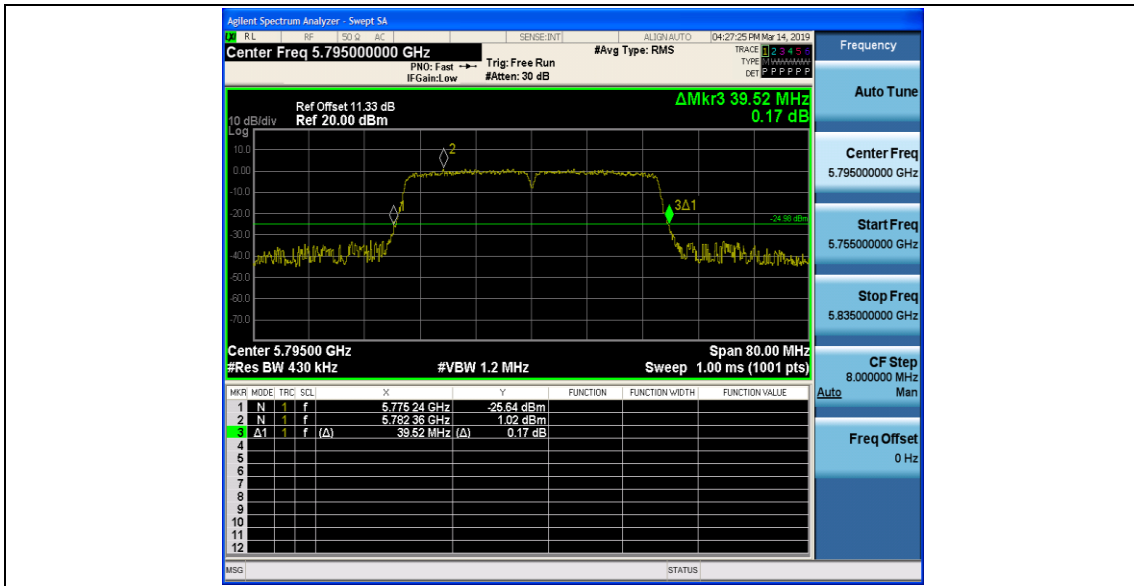 Agilent Spectrum Analyzer - Swept SA
LXI RL RF 50 Ω AC SENSE:INT ALIGN AUTO 04:27:25 PM Mar 14, 2019
Center Freq 5.795000000 GHz
PNO: Fast
IFGain:Low
Trig: Free Run
#Atten: 30 dB
#Avg Type: RMS
TRACE 1 2 3 4 5 6
TYPE M W W W W W
DET P P P P P P
ΔMkr3 39.52 MHz
0.17 dB
Ref Offset 11.33 dB
10 dB/div Ref 20.00 dBm
Log
10.0
0.00
-10.0
-20.0
-30.0
-40.0
-50.0
-60.0
-70.0
2
3Δ1
-24.98 dBm
Center 5.79500 GHz Span 80.00 MHz
#Res BW 430 kHz #VBW 1.2 MHz Sweep 1.00 ms (1001 pts)
MKR MODE TRC SCL X Y FUNCTION FUNCTION WIDTH FUNCTION VALUE
1 N 1 f 5.775 24 GHz -25.64 dBm
2 N 1 f 5.782 36 GHz 1.02 dBm
3 Δ1 1 f (Δ) 39.52 MHz (Δ) 0.17 dB
4
5
6
7
8
9
10
11
12
MSG STATUS
Frequency
Auto Tune
Center Freq
5.795000000 GHz
Start Freq
5.755000000 GHz
Stop Freq
5.835000000 GHz
CF Step
8.000000 MHz
Auto Man
Freq Offset
0 Hz